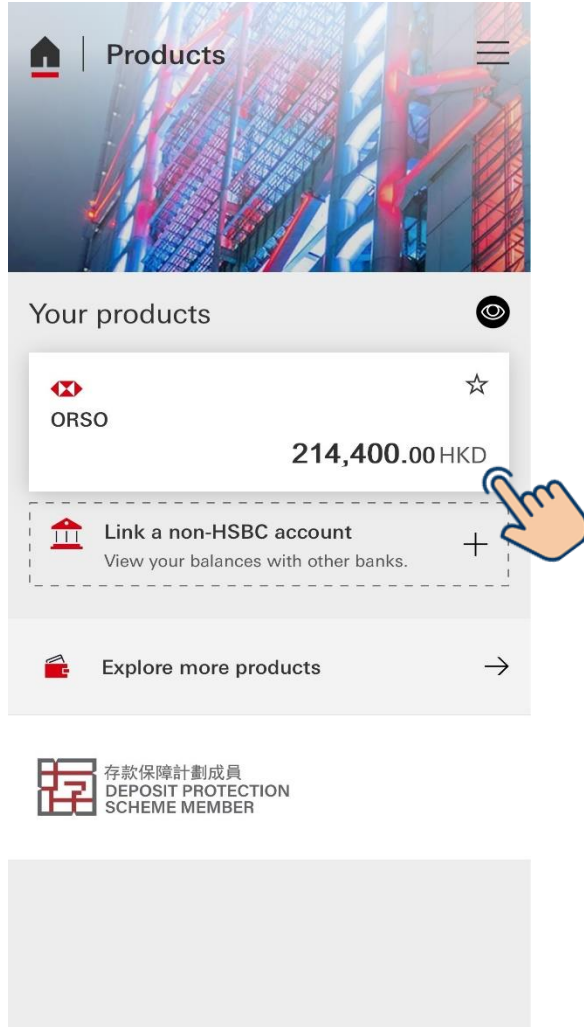 Products
Your products
ORSO
214,400.00 HKD
Link a non-HSBC account
View your balances with other banks.
Explore more products
存款保障計劃成員
DEPOSIT PROTECTION
SCHEME MEMBER